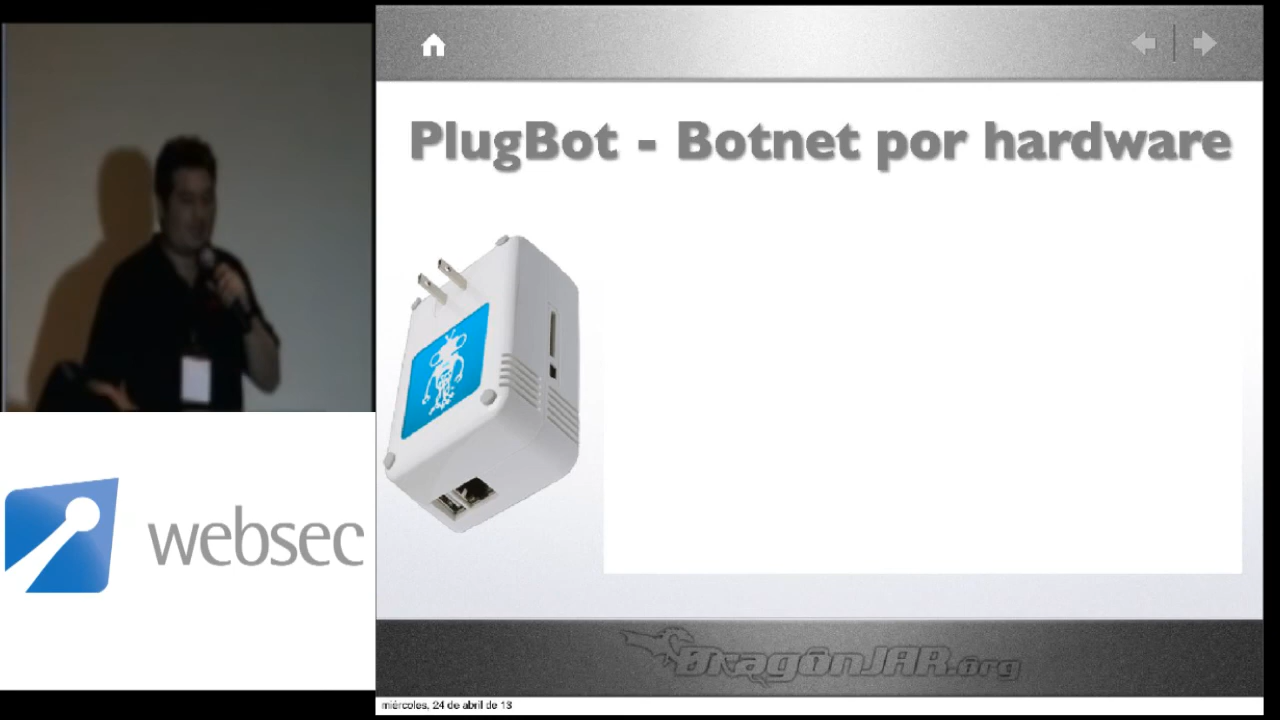 PlugBot - Botnet por hardware
websec
DragonJAR.org
miércoles, 24 de abril de 13